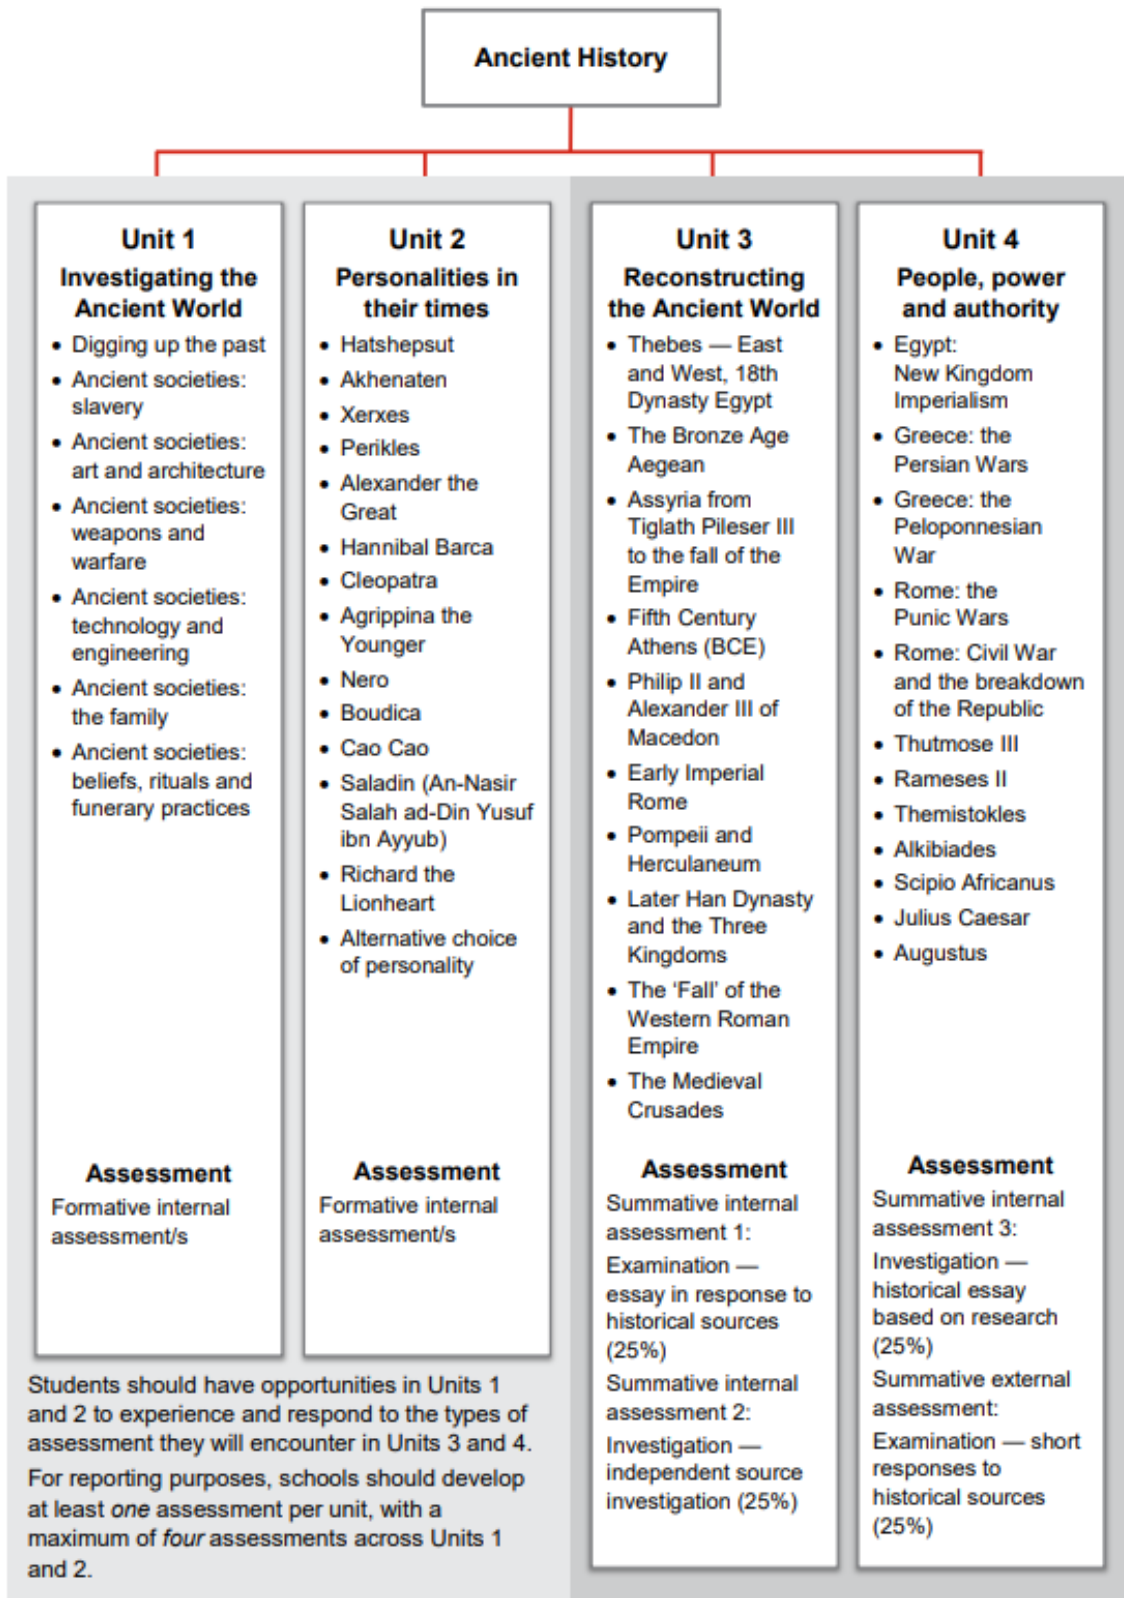 Ancient History
Unit 1
Investigating the
Ancient World
• Digging up the past
• Ancient societies:
slavery
• Ancient societies:
art and architecture
• Ancient societies:
weapons and
warfare
• Ancient societies:
technology and
engineering
• Ancient societies:
the family
• Ancient societies:
beliefs, rituals and
funerary practices
Assessment
Formative internal
assessment/s
Unit 2
Personalities in
their times
• Hatshepsut
• Akhenaten
• Xerxes
• Perikles
• Alexander the
Great
• Hannibal Barca
• Cleopatra
• Agrippina the
Younger
• Nero
• Boudica
• Cao Cao
• Saladin (An-Nasir
Salah ad-Din Yusuf
ibn Ayyub)
• Richard the
Lionheart
• Alternative choice
of personality
Assessment
Formative internal
assessment/s
Students should have opportunities in Units 1
and 2 to experience and respond to the types of
assessment they will encounter in Units 3 and 4.
For reporting purposes, schools should develop
at least one assessment per unit, with a
maximum of four assessments across Units 1
and 2.
Unit 3
Reconstructing
the Ancient World
• Thebes — East
and West, 18th
Dynasty Egypt
• The Bronze Age
Aegean
• Assyria from
Tiglath Pileser III
to the fall of the
Empire
• Fifth Century
Athens (BCE)
• Philip II and
Alexander III of
Macedon
• Early Imperial
Rome
• Pompeii and
Herculaneum
• Later Han Dynasty
and the Three
Kingdoms
• The ‘Fall’ of the
Western Roman
Empire
• The Medieval
Crusades
Assessment
Summative internal
assessment 1:
Examination —
essay in response to
historical sources
(25%)
Summative internal
assessment 2:
Investigation —
independent source
investigation (25%)
Unit 4
People, power
and authority
• Egypt:
New Kingdom
Imperialism
• Greece: the
Persian Wars
• Greece: the
Peloponnesian
War
• Rome: the
Punic Wars
• Rome: Civil War
and the breakdown
of the Republic
• Thutmose III
• Rameses II
• Themistokles
• Alkibiades
• Scipio Africanus
• Julius Caesar
• Augustus
Assessment
Summative internal
assessment 3:
Investigation —
historical essay
based on research
(25%)
Summative external
assessment:
Examination — short
responses to
historical sources
(25%)